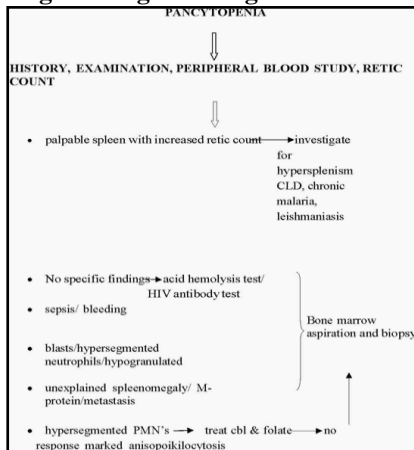 PANCYTOPENIA
HISTORY, EXAMINATION, PERIPHERAL BLOOD STUDY, RETIC
COUNT
• palpable spleen with increased retic count investigate
for
hypersplenism
CLD, chronic
malaria,
leishmaniasis
• No specific findings acid hemolysis test/
HIV antibody test
• sepsis/ bleeding
Bone marrow
aspiration and biopsy
• blasts/hypersegmented
neutrophils/hypogranulated
• unexplained spleenomegaly/ M-
protein/metastasis
• hypersegmented PMN's treat cbl & folate no
response marked anisopoikilocytosis